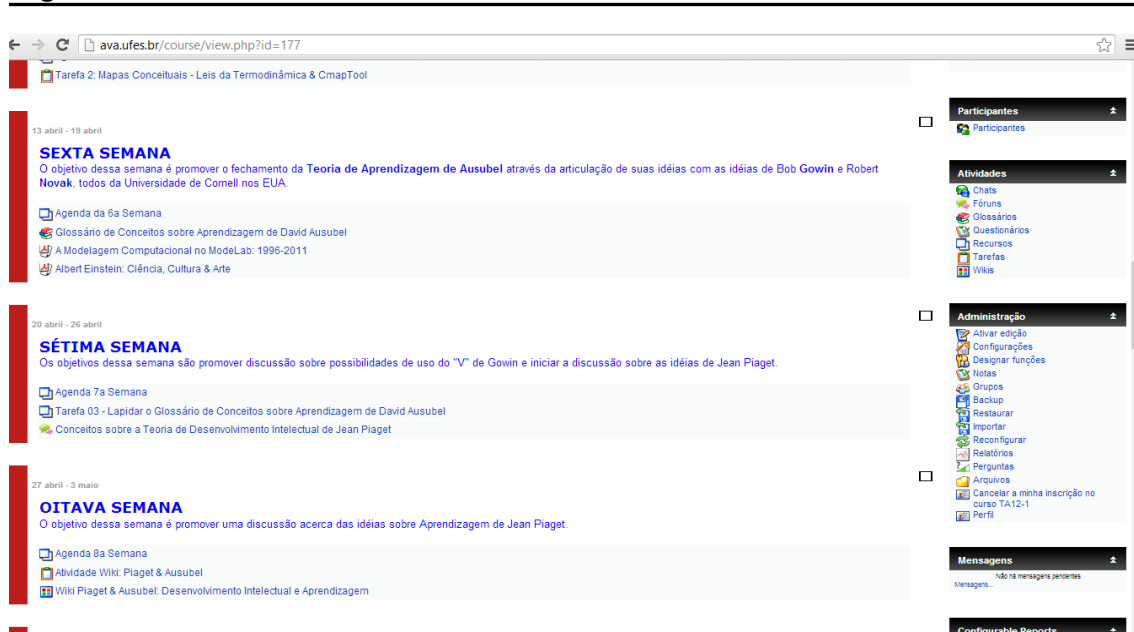 ava.ufes.br/course/view.php?id=177
Tarefa 2: Mapas Conceituais - Leis da Termodinâmica & CmapTool
13 abril - 19 abril
SEXTA SEMANA
O objetivo dessa semana é promover o fechamento da Teoria de Aprendizagem de Ausubel através da articulação de suas idéias com as idéias de Bob Gowin e Robert
Novak, todos da Universidade de Cornell nos EUA.
Agenda da 6a Semana
Glossário de Conceitos sobre Aprendizagem de David Ausubel
A Modelagem Computacional no ModeLab: 1996-2011
Albert Einstein: Ciência, Cultura & Arte
20 abril - 26 abril
SÉTIMA SEMANA
Os objetivos dessa semana são promover discussão sobre possibilidades de uso do "V" de Gowin e iniciar a discussão sobre as idéias de Jean Piaget.
Agenda 7a Semana
Tarefa 03 - Lapidar o Glossário de Conceitos sobre Aprendizagem de David Ausubel
Conceitos sobre a Teoria de Desenvolvimento Intelectual de Jean Piaget
27 abril - 3 maio
OITAVA SEMANA
O objetivo dessa semana é promover uma discussão acerca das idéias sobre Aprendizagem de Jean Piaget.
Agenda 8a Semana
Atividade Wiki: Piaget & Ausubel
Wiki Piaget & Ausubel: Desenvolvimento Intelectual e Aprendizagem
Participantes
Participantes
Atividades
Chats
Fóruns
Glossários
Questionários
Recursos
Tarefas
Wikis
Administração
Ativar edição
Configurações
Designar funções
Notas
Grupos
Backup
Restaurar
Importar
Reconfigurar
Relatórios
Perguntas
Arquivos
Cancelar a minha inscrição no
curso TA12-1
Perfil
Mensagens
Não há mensagens pendentes
Mensagens...
Configurable Reports